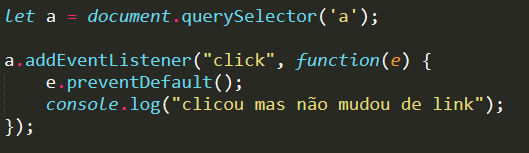 let a = document.querySelector('a');
a.addEventListener("click", function(e) {
    e.preventDefault();
    console.log("clicou mas não mudou de link");
});